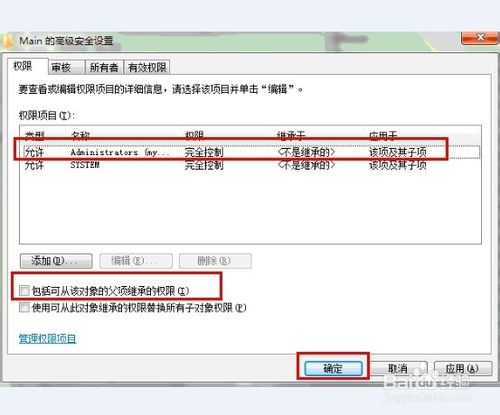 Main 的高级安全设置
权限 审核 所有者 有效权限
要查看或编辑权限项目的详细信息，请选择该项目并单击“编辑”。
权限项目(T):
类型 名称 权限 继承于 应用于
允许 Administrators (my... 完全控制 <不是继承的> 该项及其子项
允许 SYSTEM 完全控制 <不是继承的> 该项及其子项
添加(D)... 编辑(E)... 删除(R)
包括可从该对象的父项继承的权限(I)
使用可从此对象继承的权限替换所有子对象权限(P)
管理权限项目
确定 取消 应用(A)
Baidu经验
jingyan.baidu.com